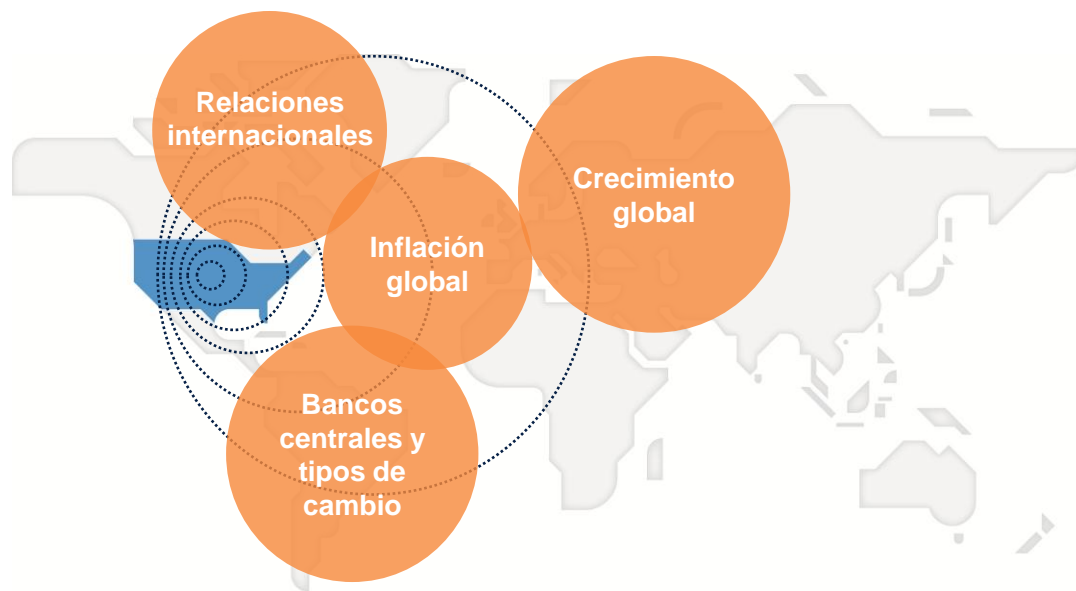 Relaciones
internacionales
Crecimiento
global
Inflación
global
Bancos
centrales y
tipos de
cambio